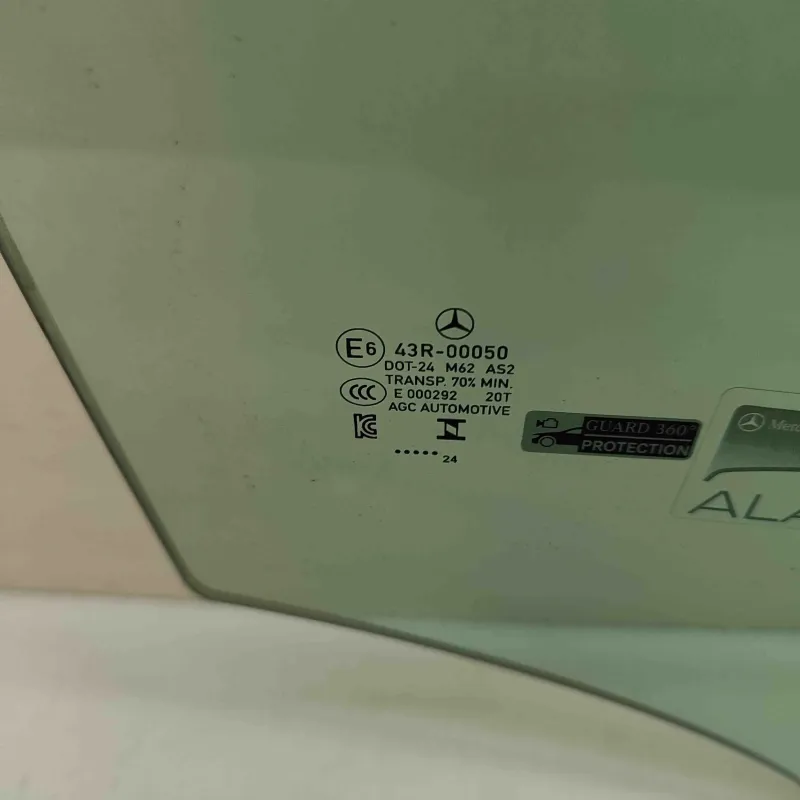 E6 43R-00050
DOT-24 M62 AS2
TRANSP. 70% MIN.
CCC E 000292 20T
AGC AUTOMOTIVE
KC
..... 24
GUARD 360°
PROTECTION